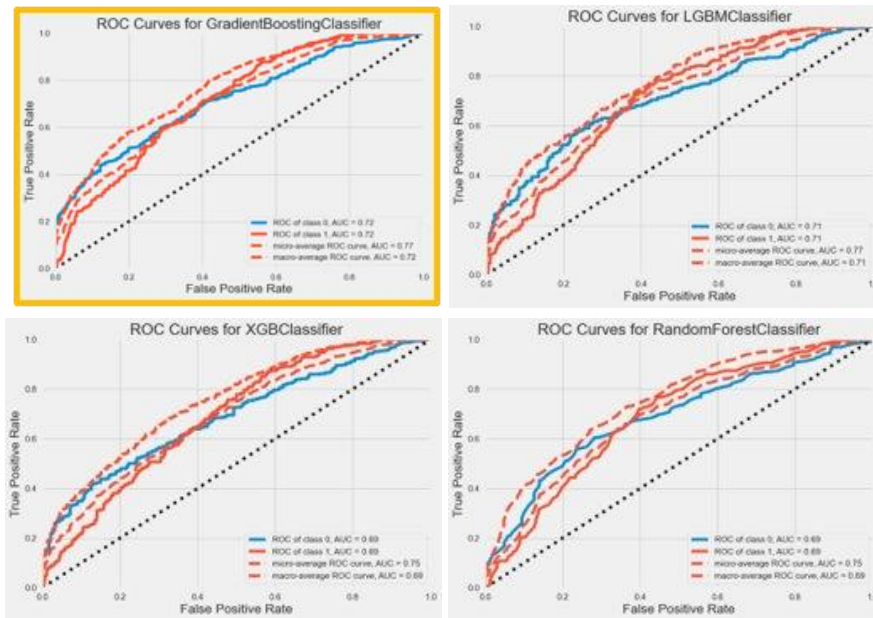 ROC Curves for GradientBoostingClassifier
True Positive Rate
1.0
0.8
0.6
0.4
0.2
0.0
ROC of class 0, AUC = 0.72
ROC of class 1, AUC = 0.72
micro-average ROC curve, AUC = 0.77
macro-average ROC curve, AUC = 0.72
0.0 0.2 0.4 0.6 0.8 1.0
False Positive Rate
ROC Curves for LGBMClassifier
True Positive Rate
1.0
0.8
0.6
0.4
0.2
0.0
ROC of class 0, AUC = 0.71
ROC of class 1, AUC = 0.71
micro-average ROC curve, AUC = 0.77
macro-average ROC curve, AUC = 0.71
0.0 0.2 0.4 0.6 0.8 1.0
False Positive Rate
ROC Curves for XGBClassifier
True Positive Rate
1.0
0.8
0.6
0.4
0.2
0.0
ROC of class 0, AUC = 0.69
ROC of class 1, AUC = 0.69
micro-average ROC curve, AUC = 0.75
macro-average ROC curve, AUC = 0.69
0.0 0.2 0.4 0.6 0.8 1.0
False Positive Rate
ROC Curves for RandomForestClassifier
True Positive Rate
1.0
0.8
0.6
0.4
0.2
0.0
ROC of class 0, AUC = 0.69
ROC of class 1, AUC = 0.69
micro-average ROC curve, AUC = 0.75
macro-average ROC curve, AUC = 0.69
0.0 0.2 0.4 0.6 0.8 1.0
False Positive Rate